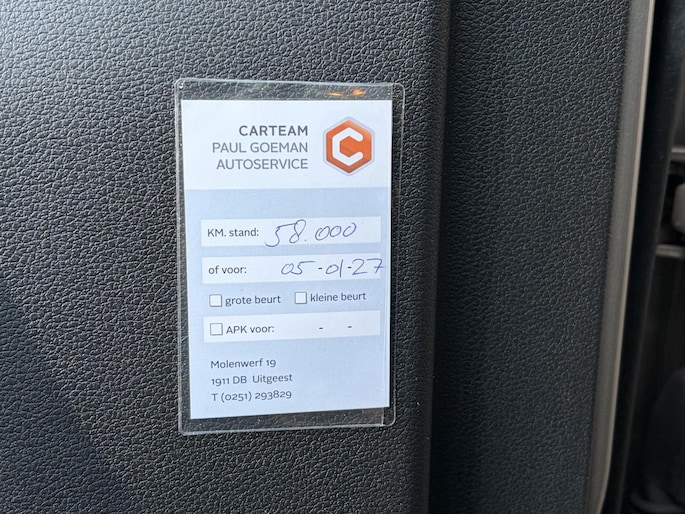 CARTEAM
PAUL GOEMAN
AUTOSERVICE
KM. stand: 58.000
of voor: 05-01-27
grote beurt kleine beurt
APK voor: - -
Molenwerf 19
1911 DB Uitgeest
T (0251) 293829